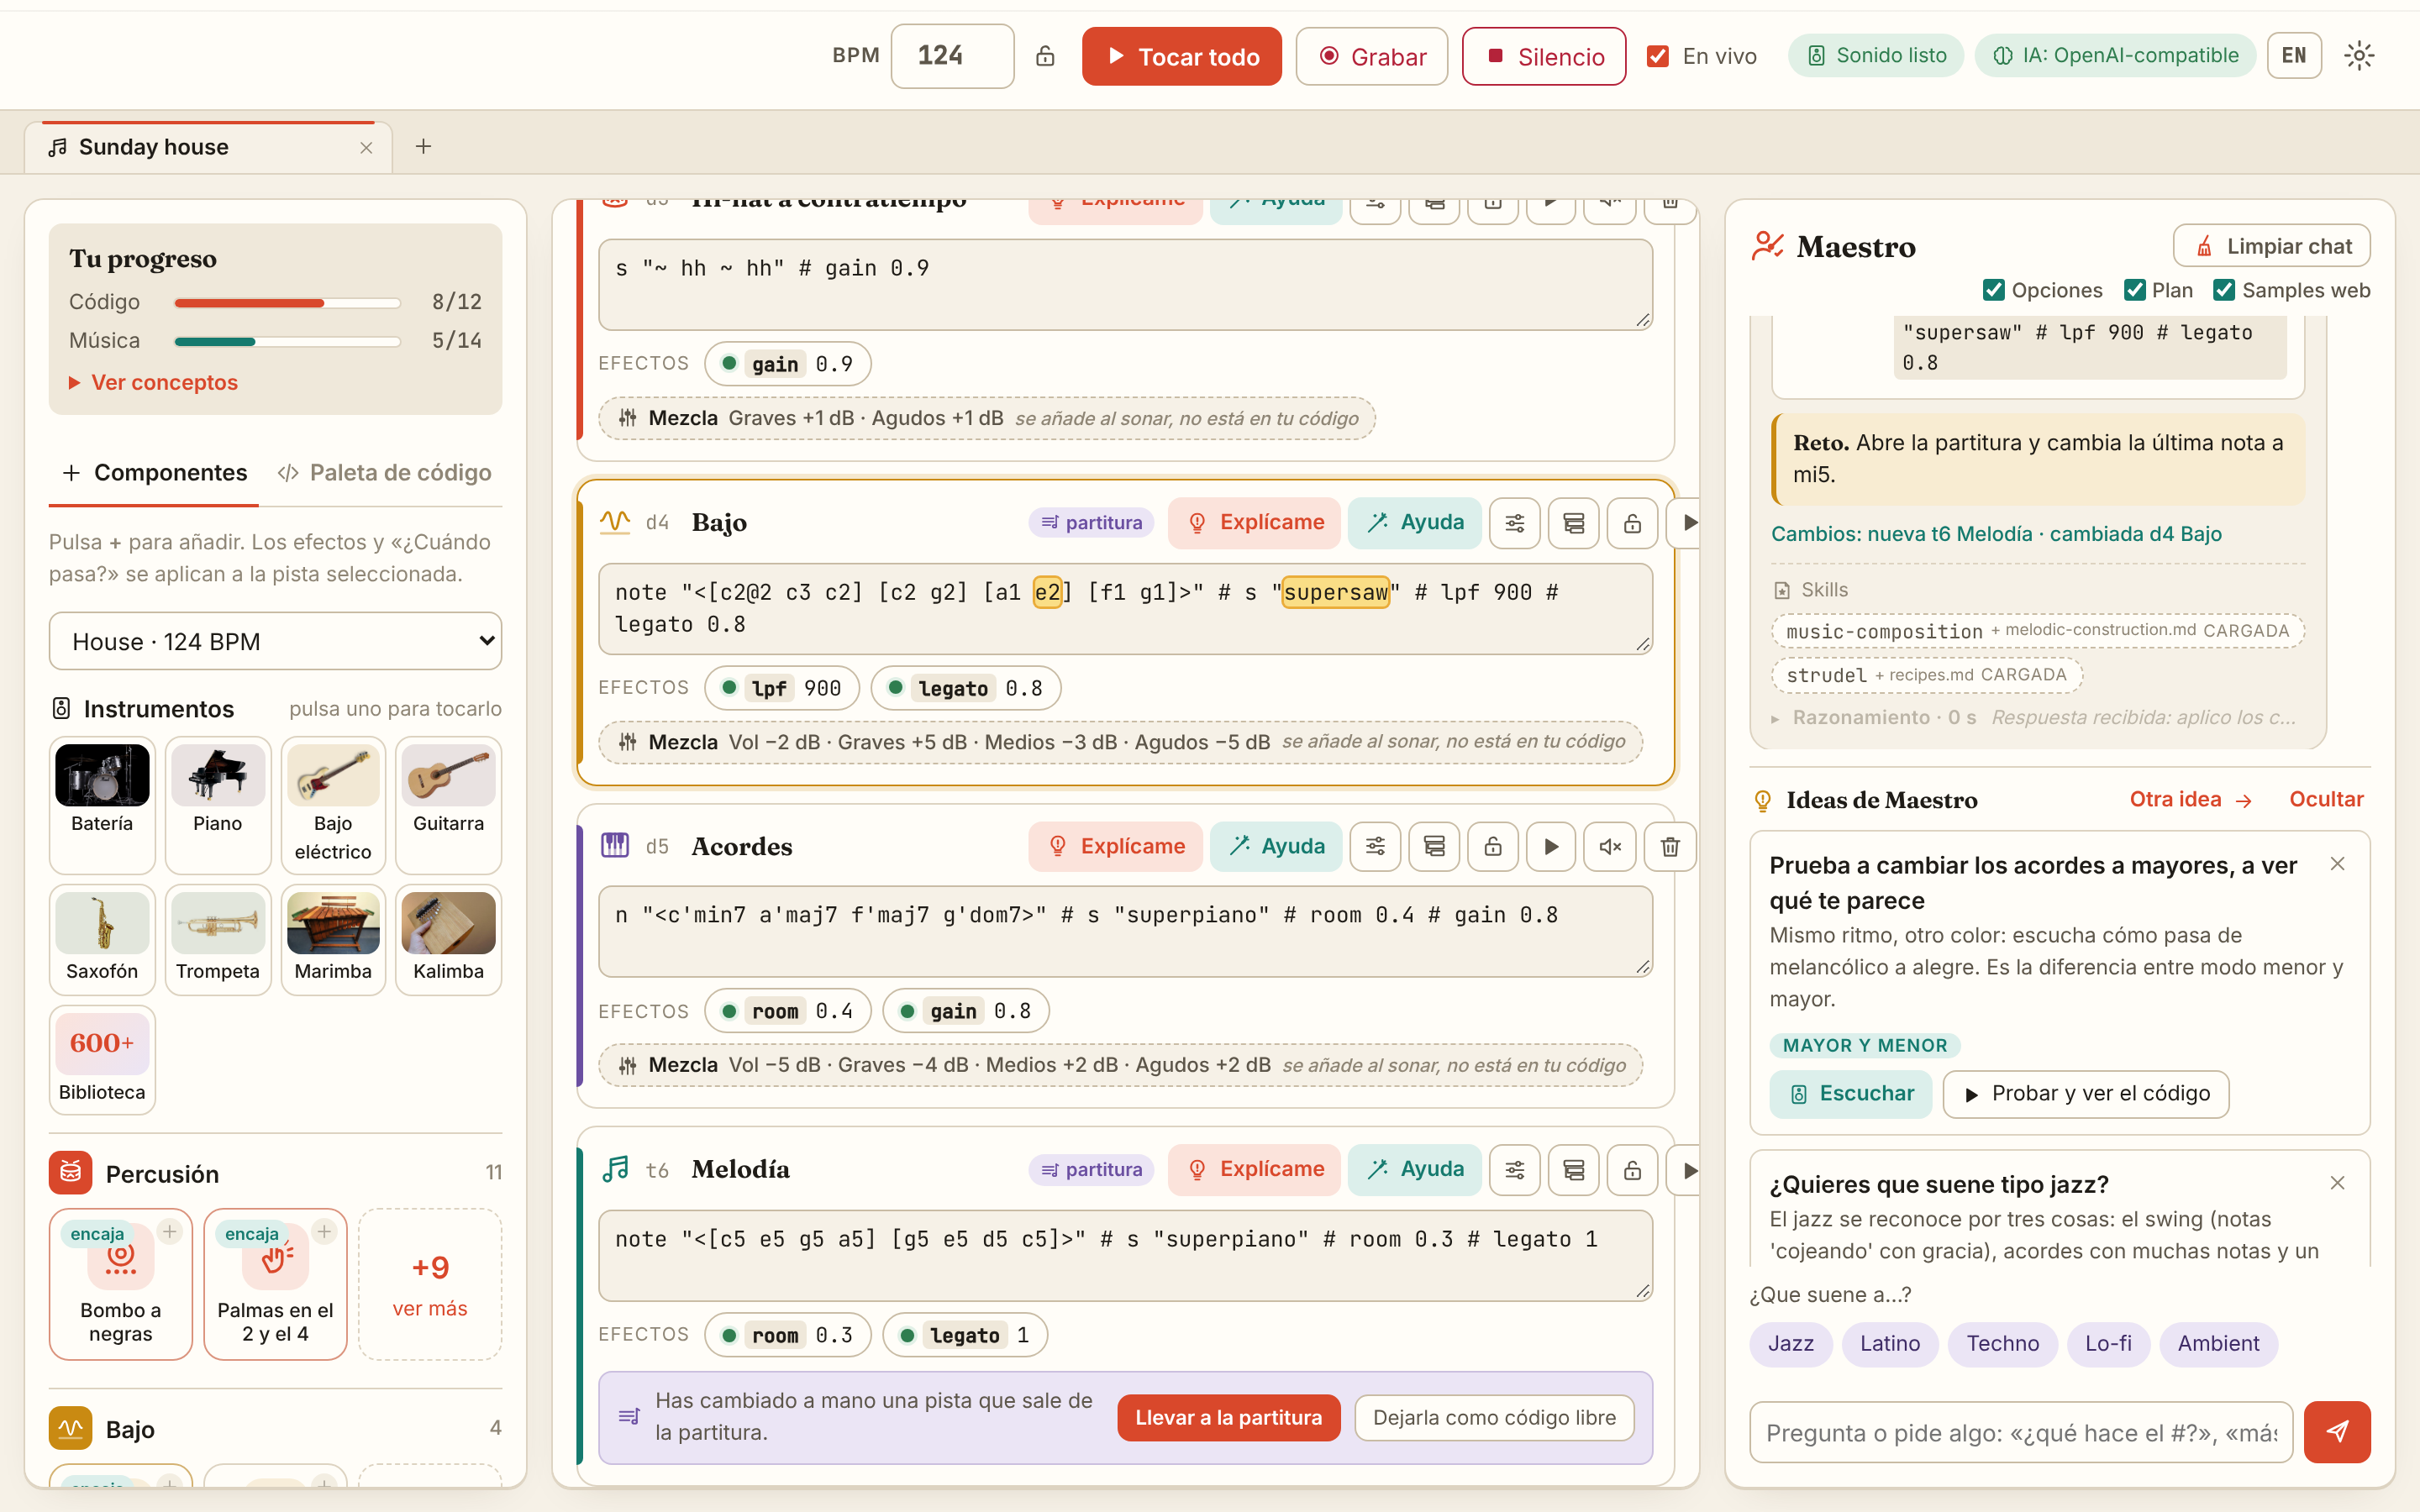 BPM 124 Tocar todo Grabar Silencio En vivo Sonido listo IA: OpenAI-compatible EN
Sunday house
Tu progreso
Código 8/12
Música 5/14
Ver conceptos
Componentes Paleta de código
Pulsa + para añadir. Los efectos y «¿Cuándo
pasa?» se aplican a la pista seleccionada.
House · 124 BPM
Instrumentos pulsa uno para tocarlo
Batería Piano Bajo eléctrico Guitarra
Saxofón Trompeta Marimba Kalimba
600+
Biblioteca
Percusión 11
encaja
Bombo a
negras
encaja
Palmas en el
2 y el 4
+9
ver más
Bajo 4
encaja
d3 Hi-hat a contratiempo Explícame Ayuda
s "~ hh ~ hh" # gain 0.9
EFECTOS gain 0.9
Mezcla Graves +1 dB · Agudos +1 dB se añade al sonar, no está en tu código
d4 Bajo partitura Explícame Ayuda
note "<[c2@2 c3 c2] [c2 g2] [a1 e2] [f1 g1]>" # s "supersaw" # lpf 900 #
legato 0.8
EFECTOS lpf 900 legato 0.8
Mezcla Vol −2 dB · Graves +5 dB · Medios −3 dB · Agudos −5 dB se añade al sonar, no está en tu código
d5 Acordes Explícame Ayuda
n "<c'min7 a'maj7 f'maj7 g'dom7>" # s "superpiano" # room 0.4 # gain 0.8
EFECTOS room 0.4 gain 0.8
Mezcla Vol −5 dB · Graves −4 dB · Medios +2 dB · Agudos +2 dB se añade al sonar, no está en tu código
t6 Melodía partitura Explícame Ayuda
note "<[c5 e5 g5 a5] [g5 e5 d5 c5]>" # s "superpiano" # room 0.3 # legato 1
EFECTOS room 0.3 legato 1
Has cambiado a mano una pista que sale de
la partitura.
Llevar a la partitura Dejarla como código libre
Maestro Limpiar chat
Opciones Plan Samples web
"supersaw" # lpf 900 # legato
0.8
Reto. Abre la partitura y cambia la última nota a
mi5.
Cambios: nueva t6 Melodía · cambiada d4 Bajo
Skills
music-composition + melodic-construction.md CARGADA
strudel + recipes.md CARGADA
Razonamiento · 0 s Respuesta recibida: aplico los c...
Ideas de Maestro Otra idea → Ocultar
Prueba a cambiar los acordes a mayores, a ver
qué te parece
Mismo ritmo, otro color: escucha cómo pasa de
melancólico a alegre. Es la diferencia entre modo menor y
mayor.
MAYOR Y MENOR
Escuchar Probar y ver el código
¿Quieres que suene tipo jazz?
El jazz se reconoce por tres cosas: el swing (notas
'cojeando' con gracia), acordes con muchas notas y un
¿Que suene a...?
Jazz Latino Techno Lo-fi Ambient
Pregunta o pide algo: «¿qué hace el #?», «más